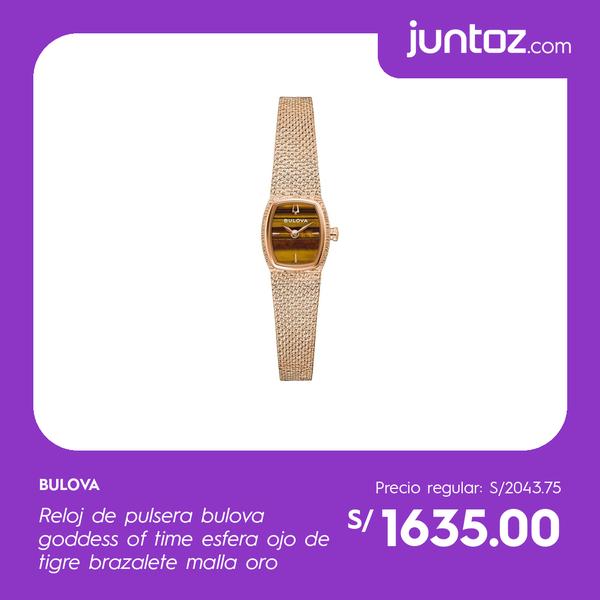 juntoz.com
BULOVA
BULOVA
Precio regular: S/2043.75
Reloj de pulsera bulova
goddess of time esfera ojo de
tigre brazalete malla oro
S/ 1635.00